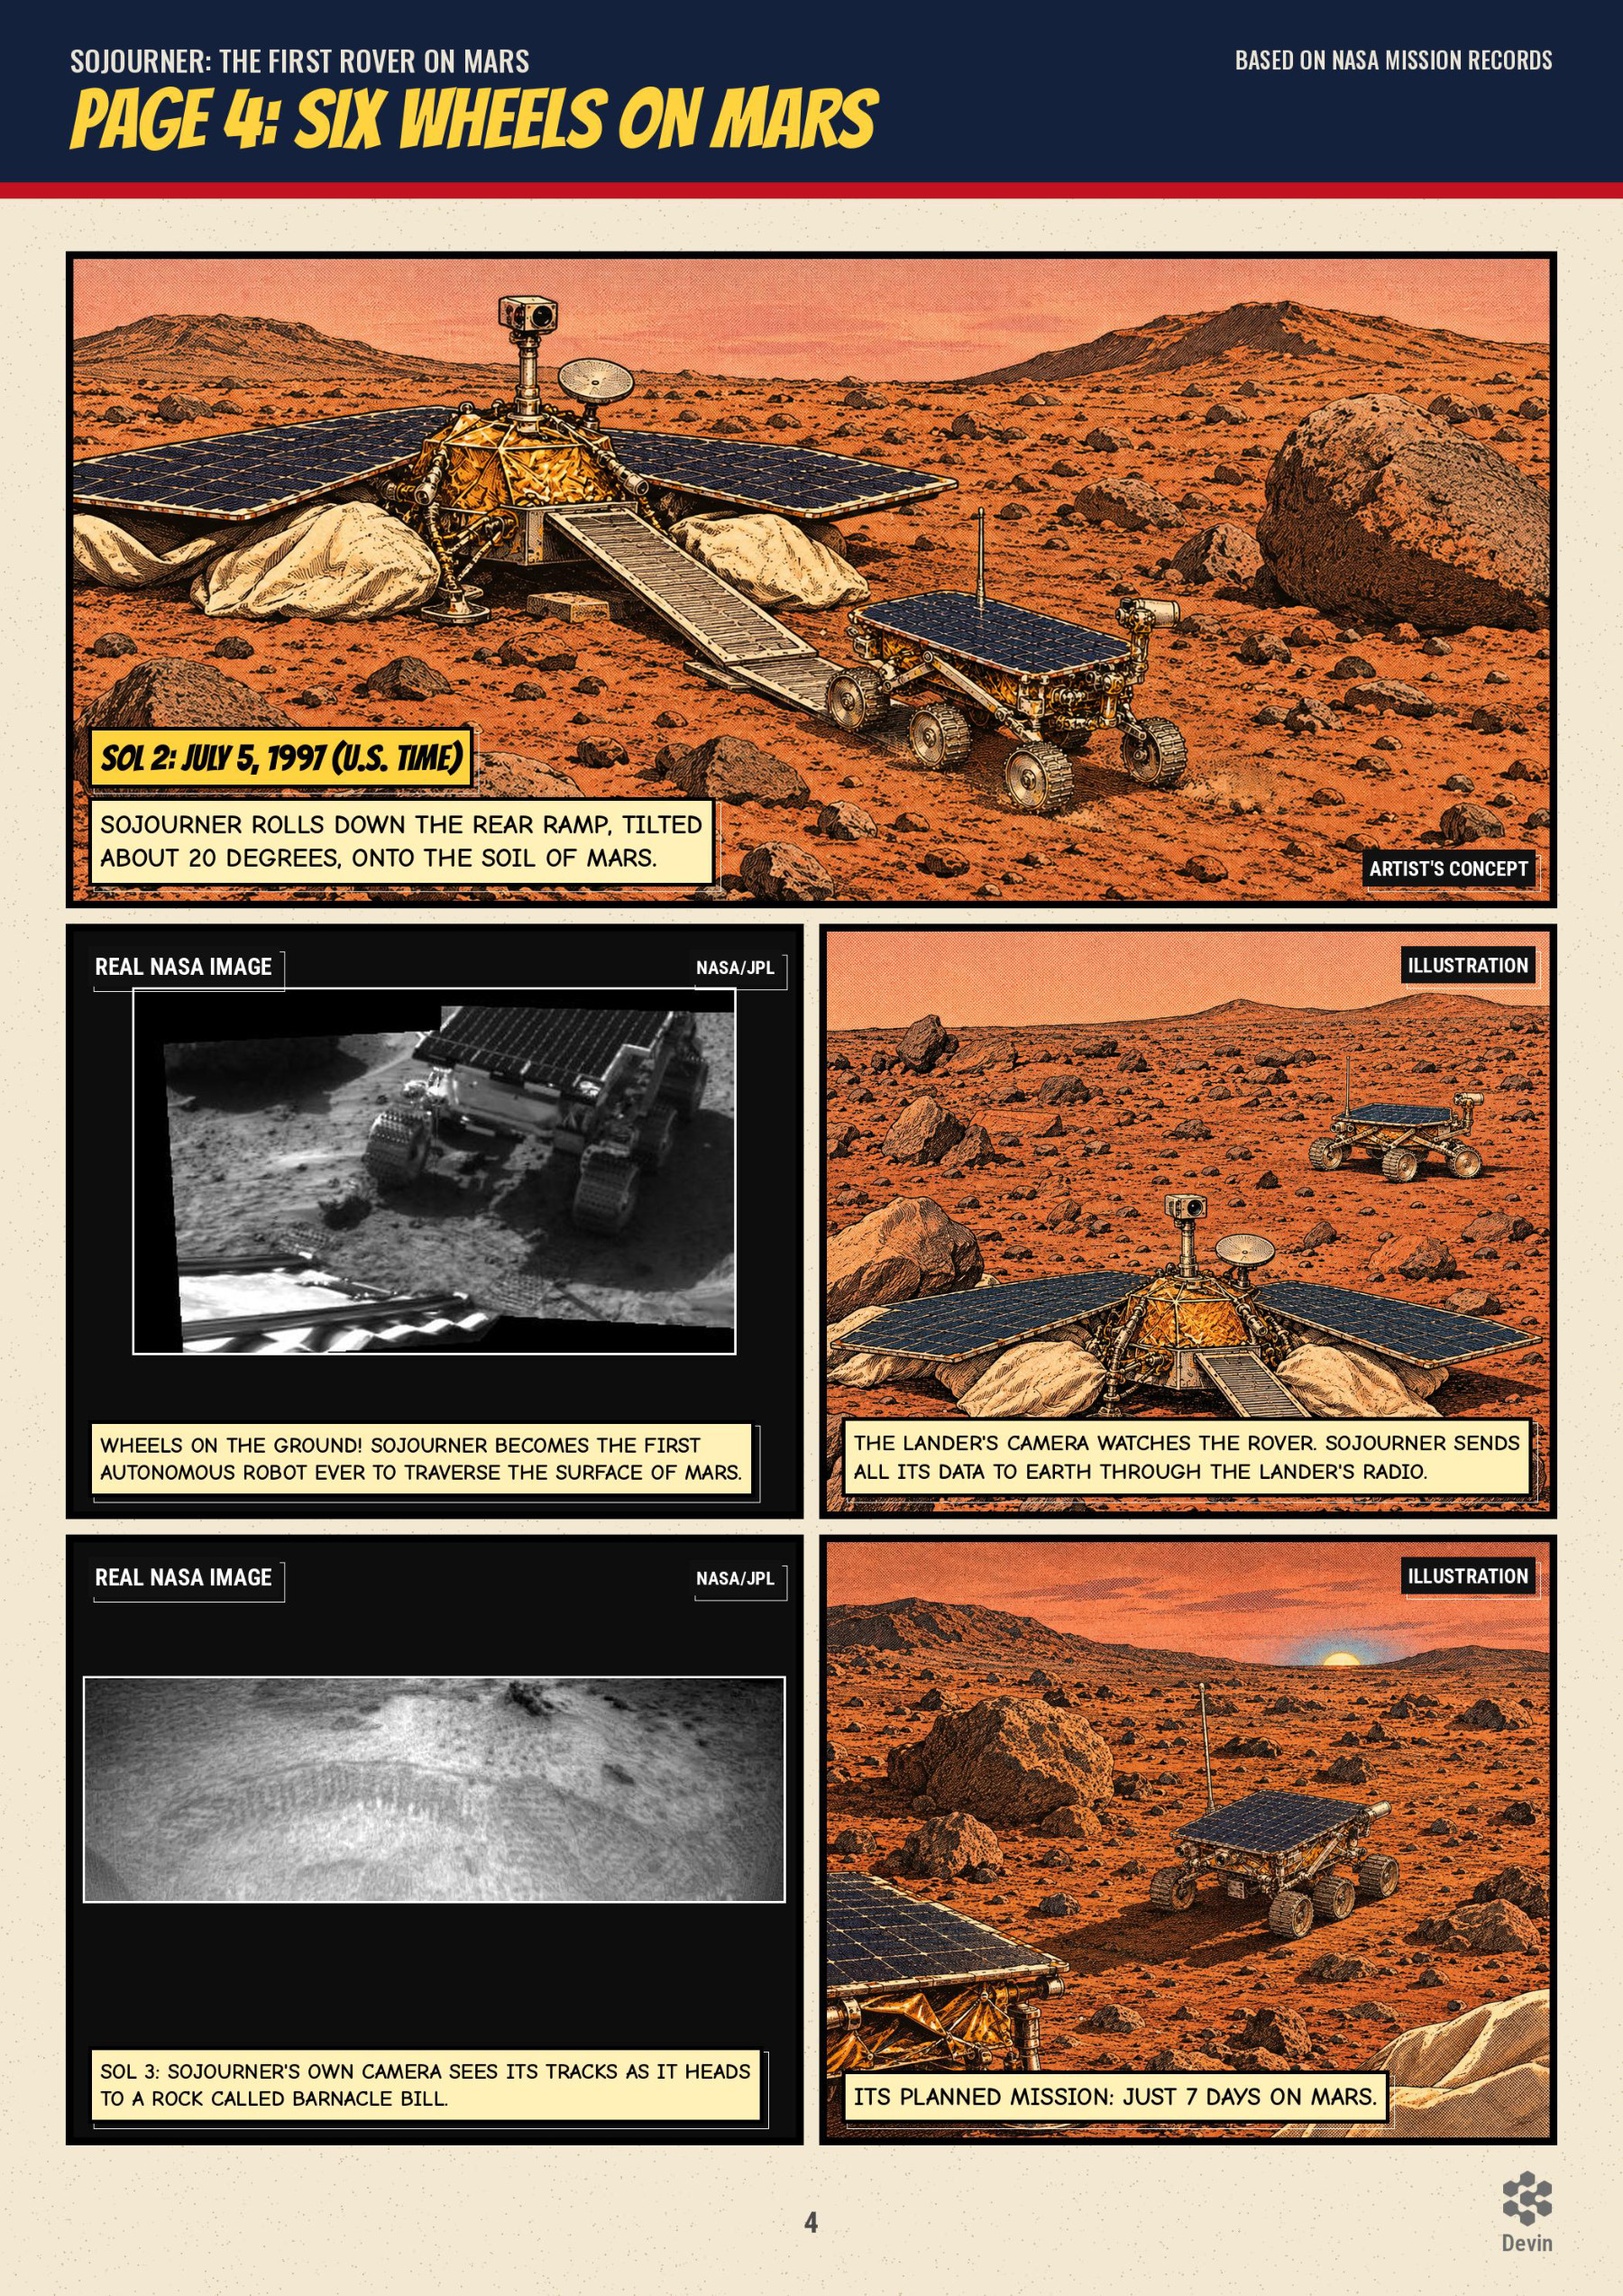 SOJOURNER: THE FIRST ROVER ON MARS
BASED ON NASA MISSION RECORDS
PAGE 4: SIX WHEELS ON MARS
SOL 2: JULY 5, 1997 (U.S. TIME)
SOJOURNER ROLLS DOWN THE REAR RAMP, TILTED
ABOUT 20 DEGREES, ONTO THE SOIL OF MARS.
ARTIST'S CONCEPT
REAL NASA IMAGE
NASA/JPL
WHEELS ON THE GROUND! SOJOURNER BECOMES THE FIRST
AUTONOMOUS ROBOT EVER TO TRAVERSE THE SURFACE OF MARS.
ILLUSTRATION
THE LANDER'S CAMERA WATCHES THE ROVER. SOJOURNER SENDS
ALL ITS DATA TO EARTH THROUGH THE LANDER'S RADIO.
REAL NASA IMAGE
NASA/JPL
SOL 3: SOJOURNER'S OWN CAMERA SEES ITS TRACKS AS IT HEADS
TO A ROCK CALLED BARNACLE BILL.
ILLUSTRATION
ITS PLANNED MISSION: JUST 7 DAYS ON MARS.
4
Devin